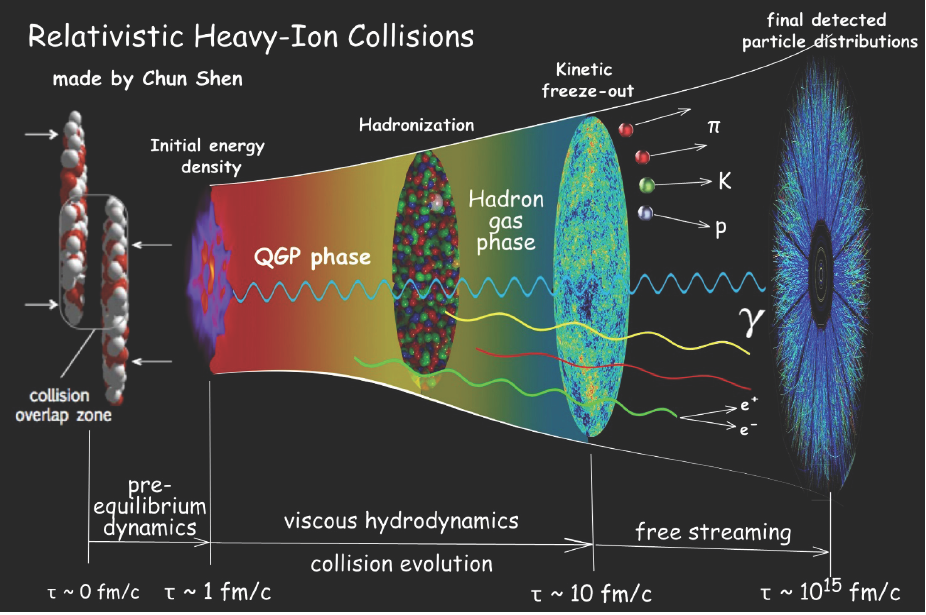 Relativistic Heavy-Ion Collisions
made by Chun Shen
final detected
particle distributions
Kinetic
freeze-out
Hadronization
Initial energy
density
π
K
p
Hadron
gas
phase
QGP phase
γ
e⁺
e⁻
collision
overlap zone
pre-
equilibrium
dynamics
viscous hydrodynamics
collision evolution
free streaming
τ ~ 0 fm/c
τ ~ 1 fm/c
τ ~ 10 fm/c
τ ~ 10¹⁵ fm/c